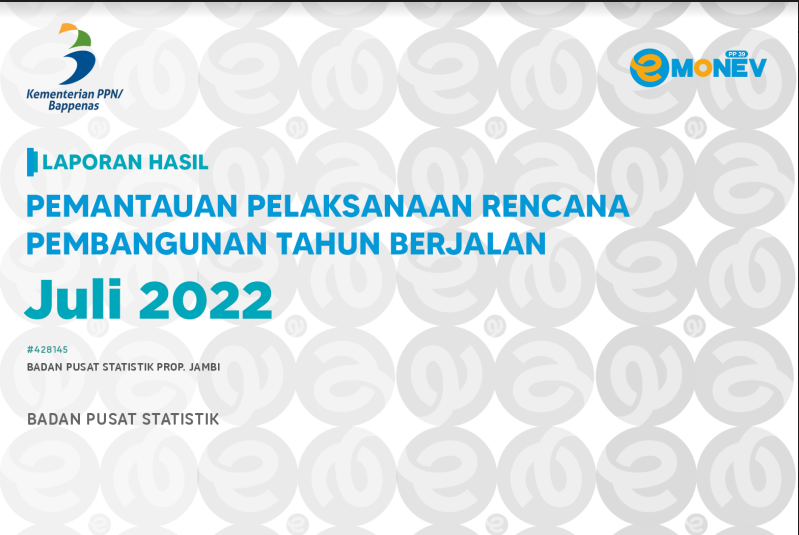 Kementerian PPN/
Bappenas
PP 39
eMONEV
LAPORAN HASIL
PEMANTAUAN PELAKSANAAN RENCANA
PEMBANGUNAN TAHUN BERJALAN
Juli 2022
#428145
BADAN PUSAT STATISTIK PROP. JAMBI
BADAN PUSAT STATISTIK